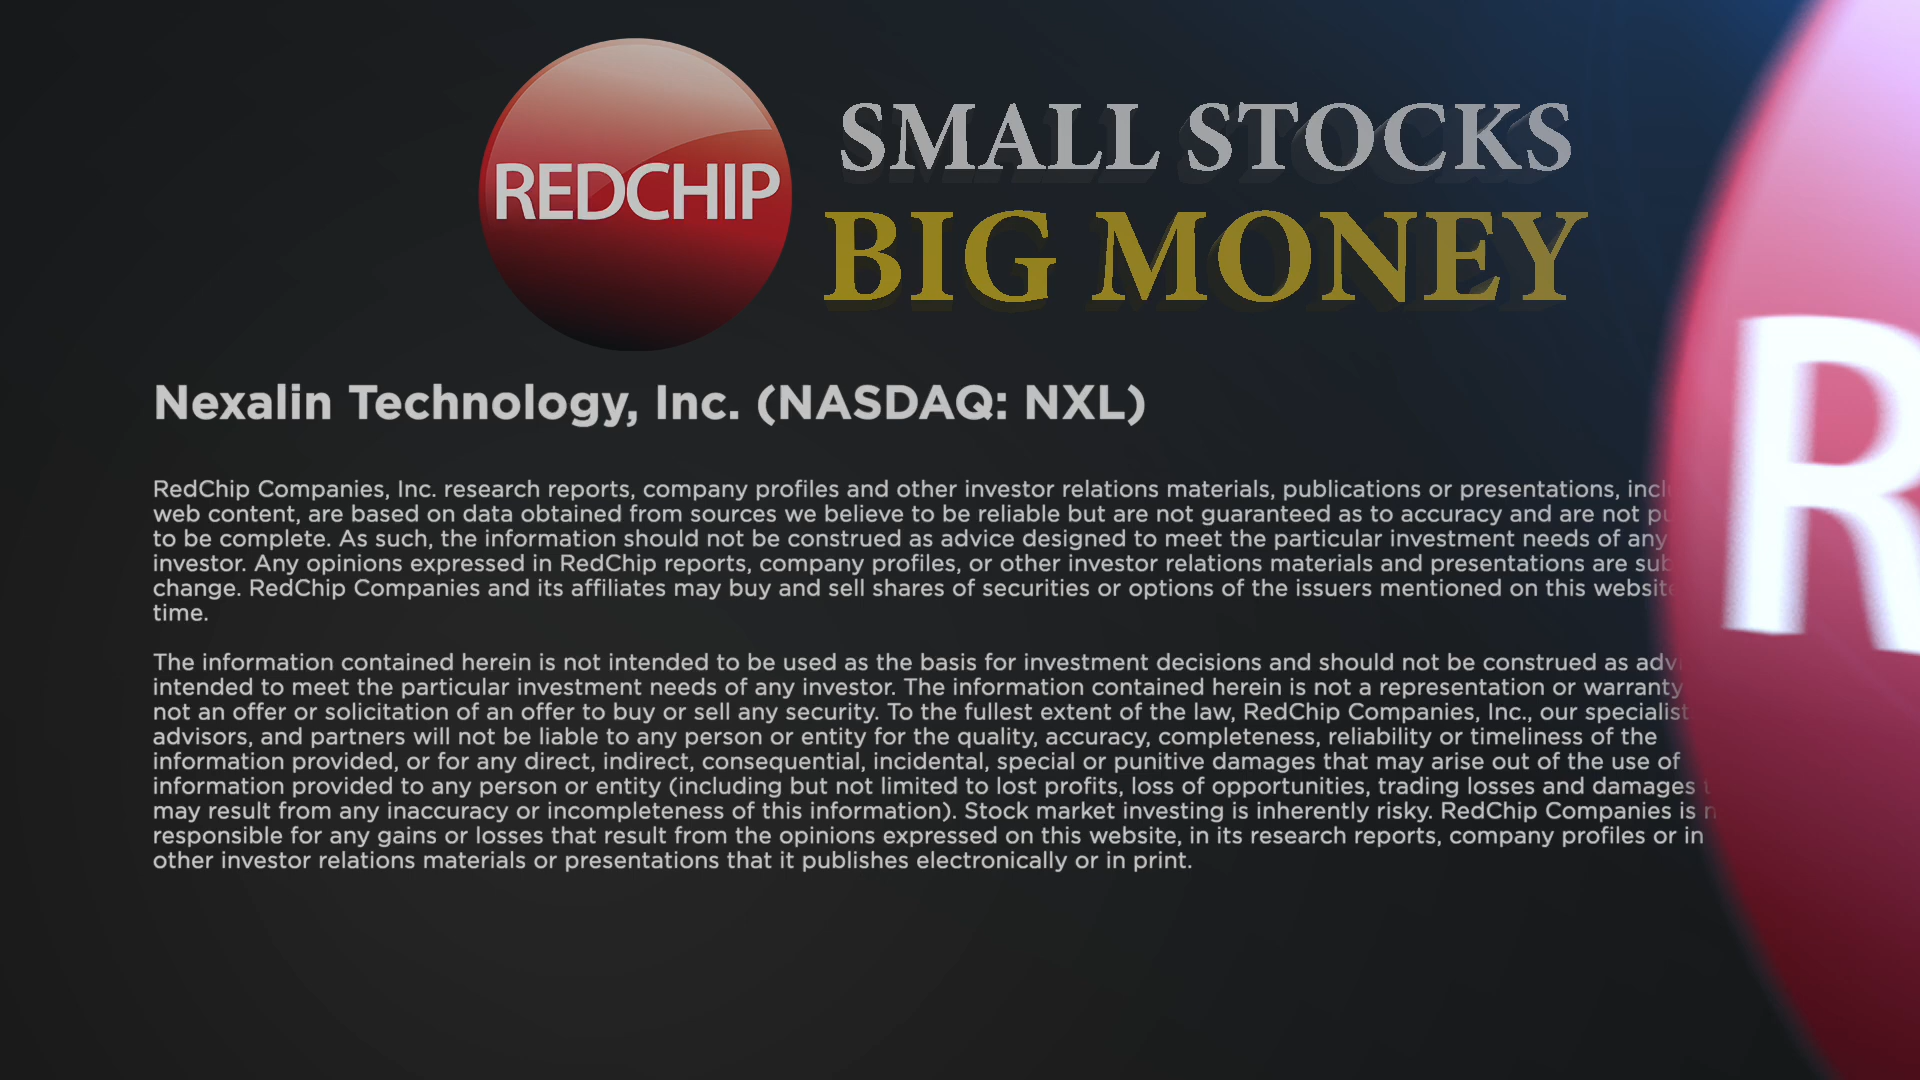 REDCHIP
SMALL STOCKS
BIG MONEY
R
Nexalin Technology, Inc. (NASDAQ: NXL)
RedChip Companies, Inc. research reports, company profiles and other investor relations materials, publications or presentations,
web content, are based on data obtained from sources we believe to be reliable but are not guaranteed as to accuracy and are not
to be complete. As such, the information should not be construed as advice designed to meet the particular investment needs of any
investor. Any opinions expressed in RedChip reports, company profiles, or other investor relations materials and presentations are
change. RedChip Companies and its affiliates may buy and sell shares of securities or options of the issuers mentioned on this website
time.
The information contained herein is not intended to be used as the basis for investment decisions and should not be construed as
intended to meet the particular investment needs of any investor. The information contained herein is not a representation or warranty
not an offer or solicitation of an offer to buy or sell any security. To the fullest extent of the law, RedChip Companies, Inc., our
advisors, and partners will not be liable to any person or entity for the quality, accuracy, completeness, reliability or timeliness of the
information provided, or for any direct, indirect, consequential, incidental, special or punitive damages that may arise out of the use of
information provided to any person or entity (including but not limited to lost profits, loss of opportunities, trading losses and damages
may result from any inaccuracy or incompleteness of this information). Stock market investing is inherently risky. RedChip Companies is
responsible for any gains or losses that result from the opinions expressed on this website, in its research reports, company profiles or in
other investor relations materials or presentations that it publishes electronically or in print.